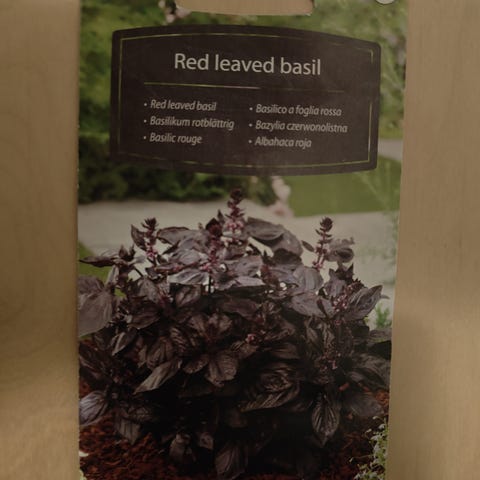 Red leaved basil
• Red leaved basil
• Basilikum rotblättrig
• Basilic rouge
• Basilico a foglia rossa
• Bazylia czerwonolistna
• Albahaca roja